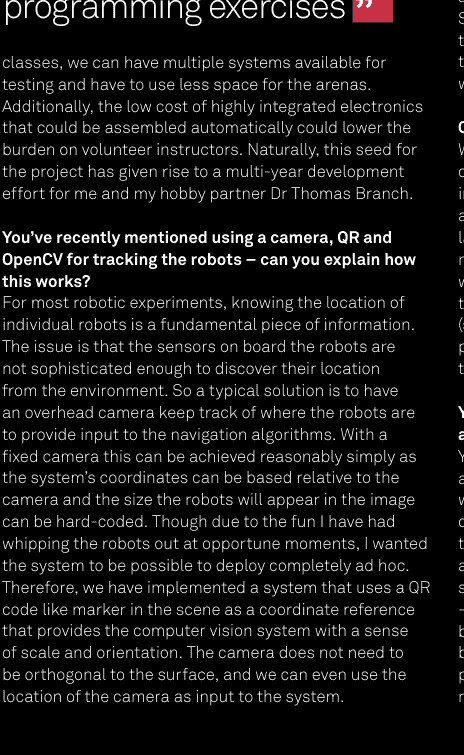 programming exercises ”
classes, we can have multiple systems available for
testing and have to use less space for the arenas.
Additionally, the low cost of highly integrated electronics
that could be assembled automatically could lower the
burden on volunteer instructors. Naturally, this seed for
the project has given rise to a multi-year development
effort for me and my hobby partner Dr Thomas Branch.
You’ve recently mentioned using a camera, QR and
OpenCV for tracking the robots – can you explain how
this works?
For most robotic experiments, knowing the location of
individual robots is a fundamental piece of information.
The issue is that the sensors on board the robots are
not sophisticated enough to discover their location
from the environment. So a typical solution is to have
an overhead camera keep track of where the robots are
to provide input to the navigation algorithms. With a
fixed camera this can be achieved reasonably simply as
the system’s coordinates can be based relative to the
camera and the size the robots will appear in the image
can be hard-coded. Though due to the fun I have had
whipping the robots out at opportune moments, I wanted
the system to be possible to deploy completely ad hoc.
Therefore, we have implemented a system that uses a QR
code like marker in the scene as a coordinate reference
that provides the computer vision system with a sense
of scale and orientation. The camera does not need to
be orthogonal to the surface, and we can even use the
location of the camera as input to the system.